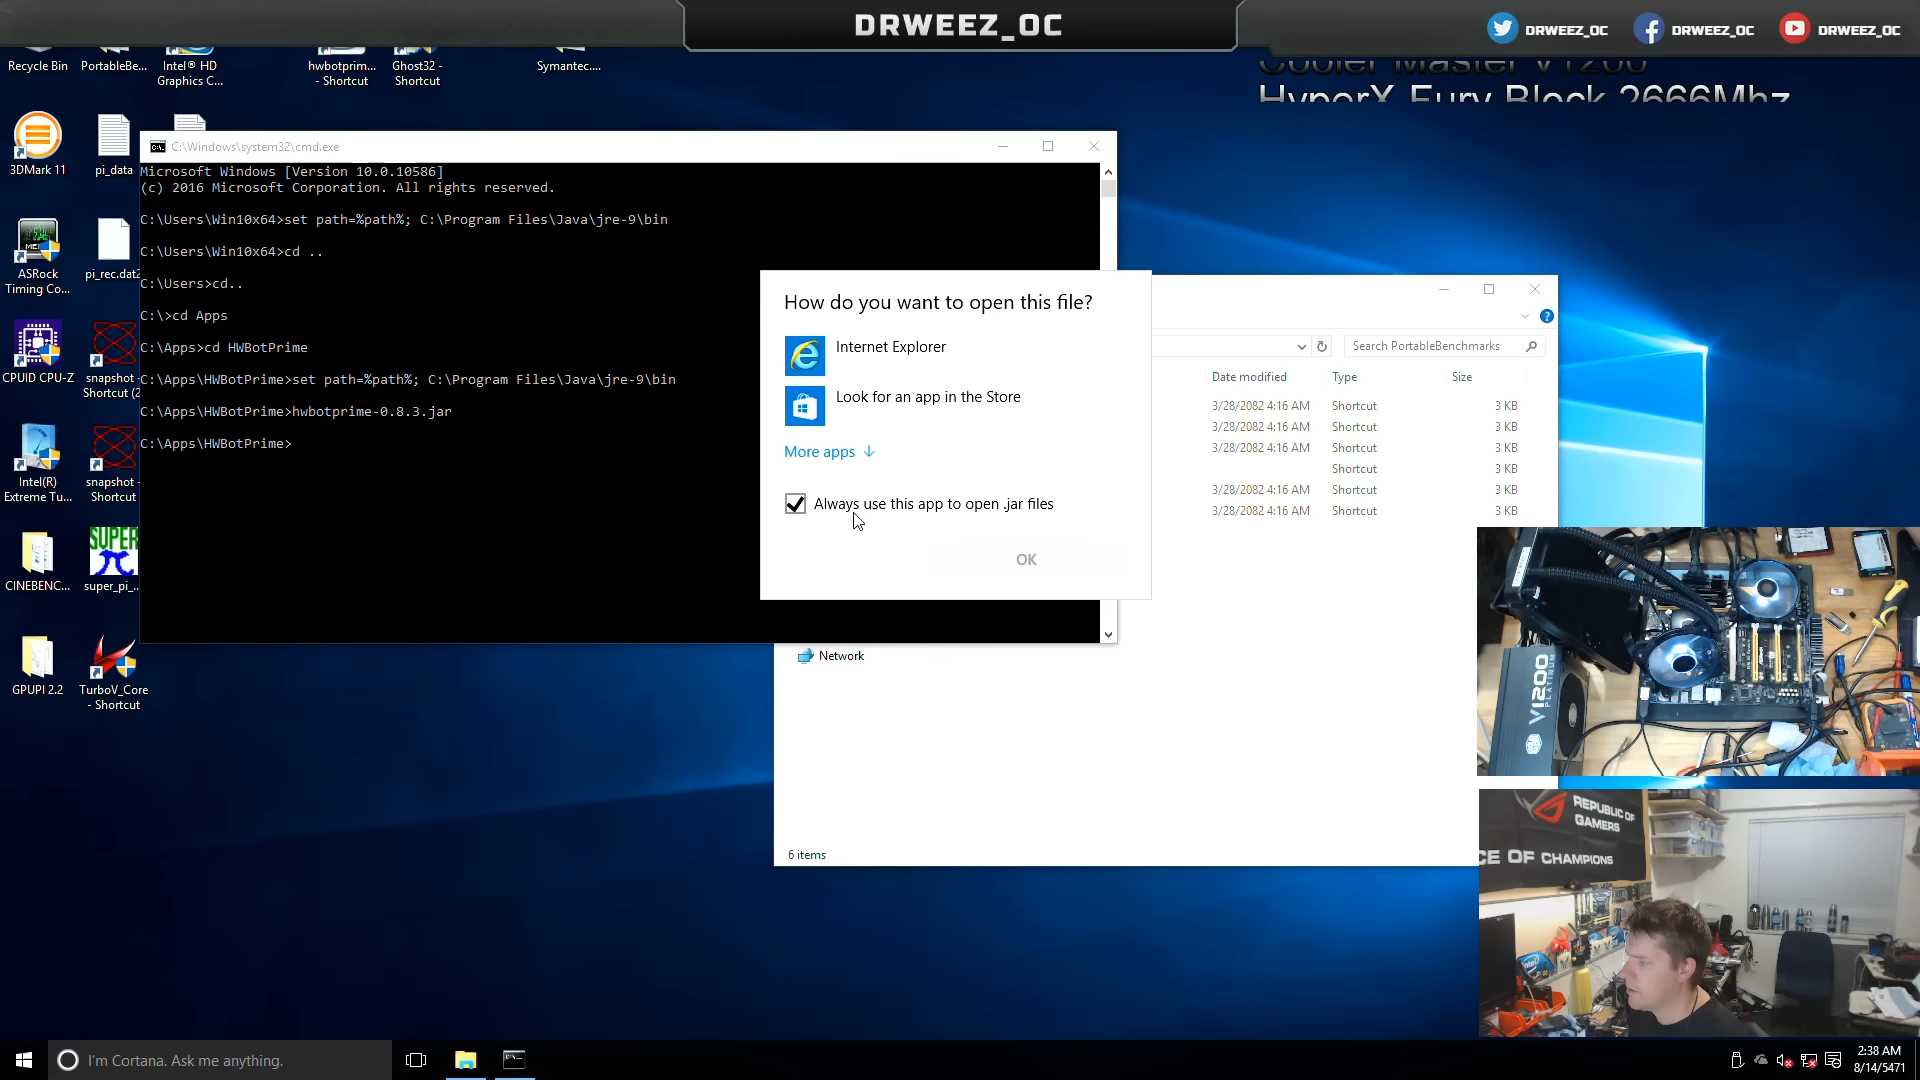 DRWEEZ_OC
DRWEEZ_OC
DRWEEZ_OC
DRWEEZ_OC
Cooler Master V1200
HyperX Fury Block 2666Mhz
Recycle Bin
PortableBe...
Intel® HD
Graphics C...
hwbotprim...
- Shortcut
Ghost32 -
Shortcut
Symantec....
3DMark 11
pi_data
ASRock
Timing Co...
pi_rec.dat2
CPUID CPU-Z
snapshot -
Shortcut (2
Intel(R)
Extreme Tu...
snapshot -
Shortcut
CINEBENC...
SUPER
π
super_pi_...
GPUPI 2.2
TurboV_Core
- Shortcut
C:\Windows\system32\cmd.exe
Microsoft Windows [Version 10.0.10586]
(c) 2016 Microsoft Corporation. All rights reserved.
C:\Users\Win10x64>set path=%path%; C:\Program Files\Java\jre-9\bin
C:\Users\Win10x64>cd ..
C:\Users>cd..
C:\>cd Apps
C:\Apps>cd HWBotPrime
C:\Apps\HWBotPrime>set path=%path%; C:\Program Files\Java\jre-9\bin
C:\Apps\HWBotPrime>hwbotprime-0.8.3.jar
C:\Apps\HWBotPrime>
How do you want to open this file?
Internet Explorer
Look for an app in the Store
More apps
Always use this app to open .jar files
OK
Search PortableBenchmarks
Date modified Type Size
3/28/2082 4:16 AM Shortcut 3 KB
3/28/2082 4:16 AM Shortcut 3 KB
3/28/2082 4:16 AM Shortcut 3 KB
Shortcut 3 KB
3/28/2082 4:16 AM Shortcut 3 KB
3/28/2082 4:16 AM Shortcut 3 KB
Network
6 items
V1200
PLATINUM
REPUBLIC OF
GAMERS
CE OF CHAMPIONS
intel
I'm Cortana. Ask me anything.
2:38 AM
8/14/5471